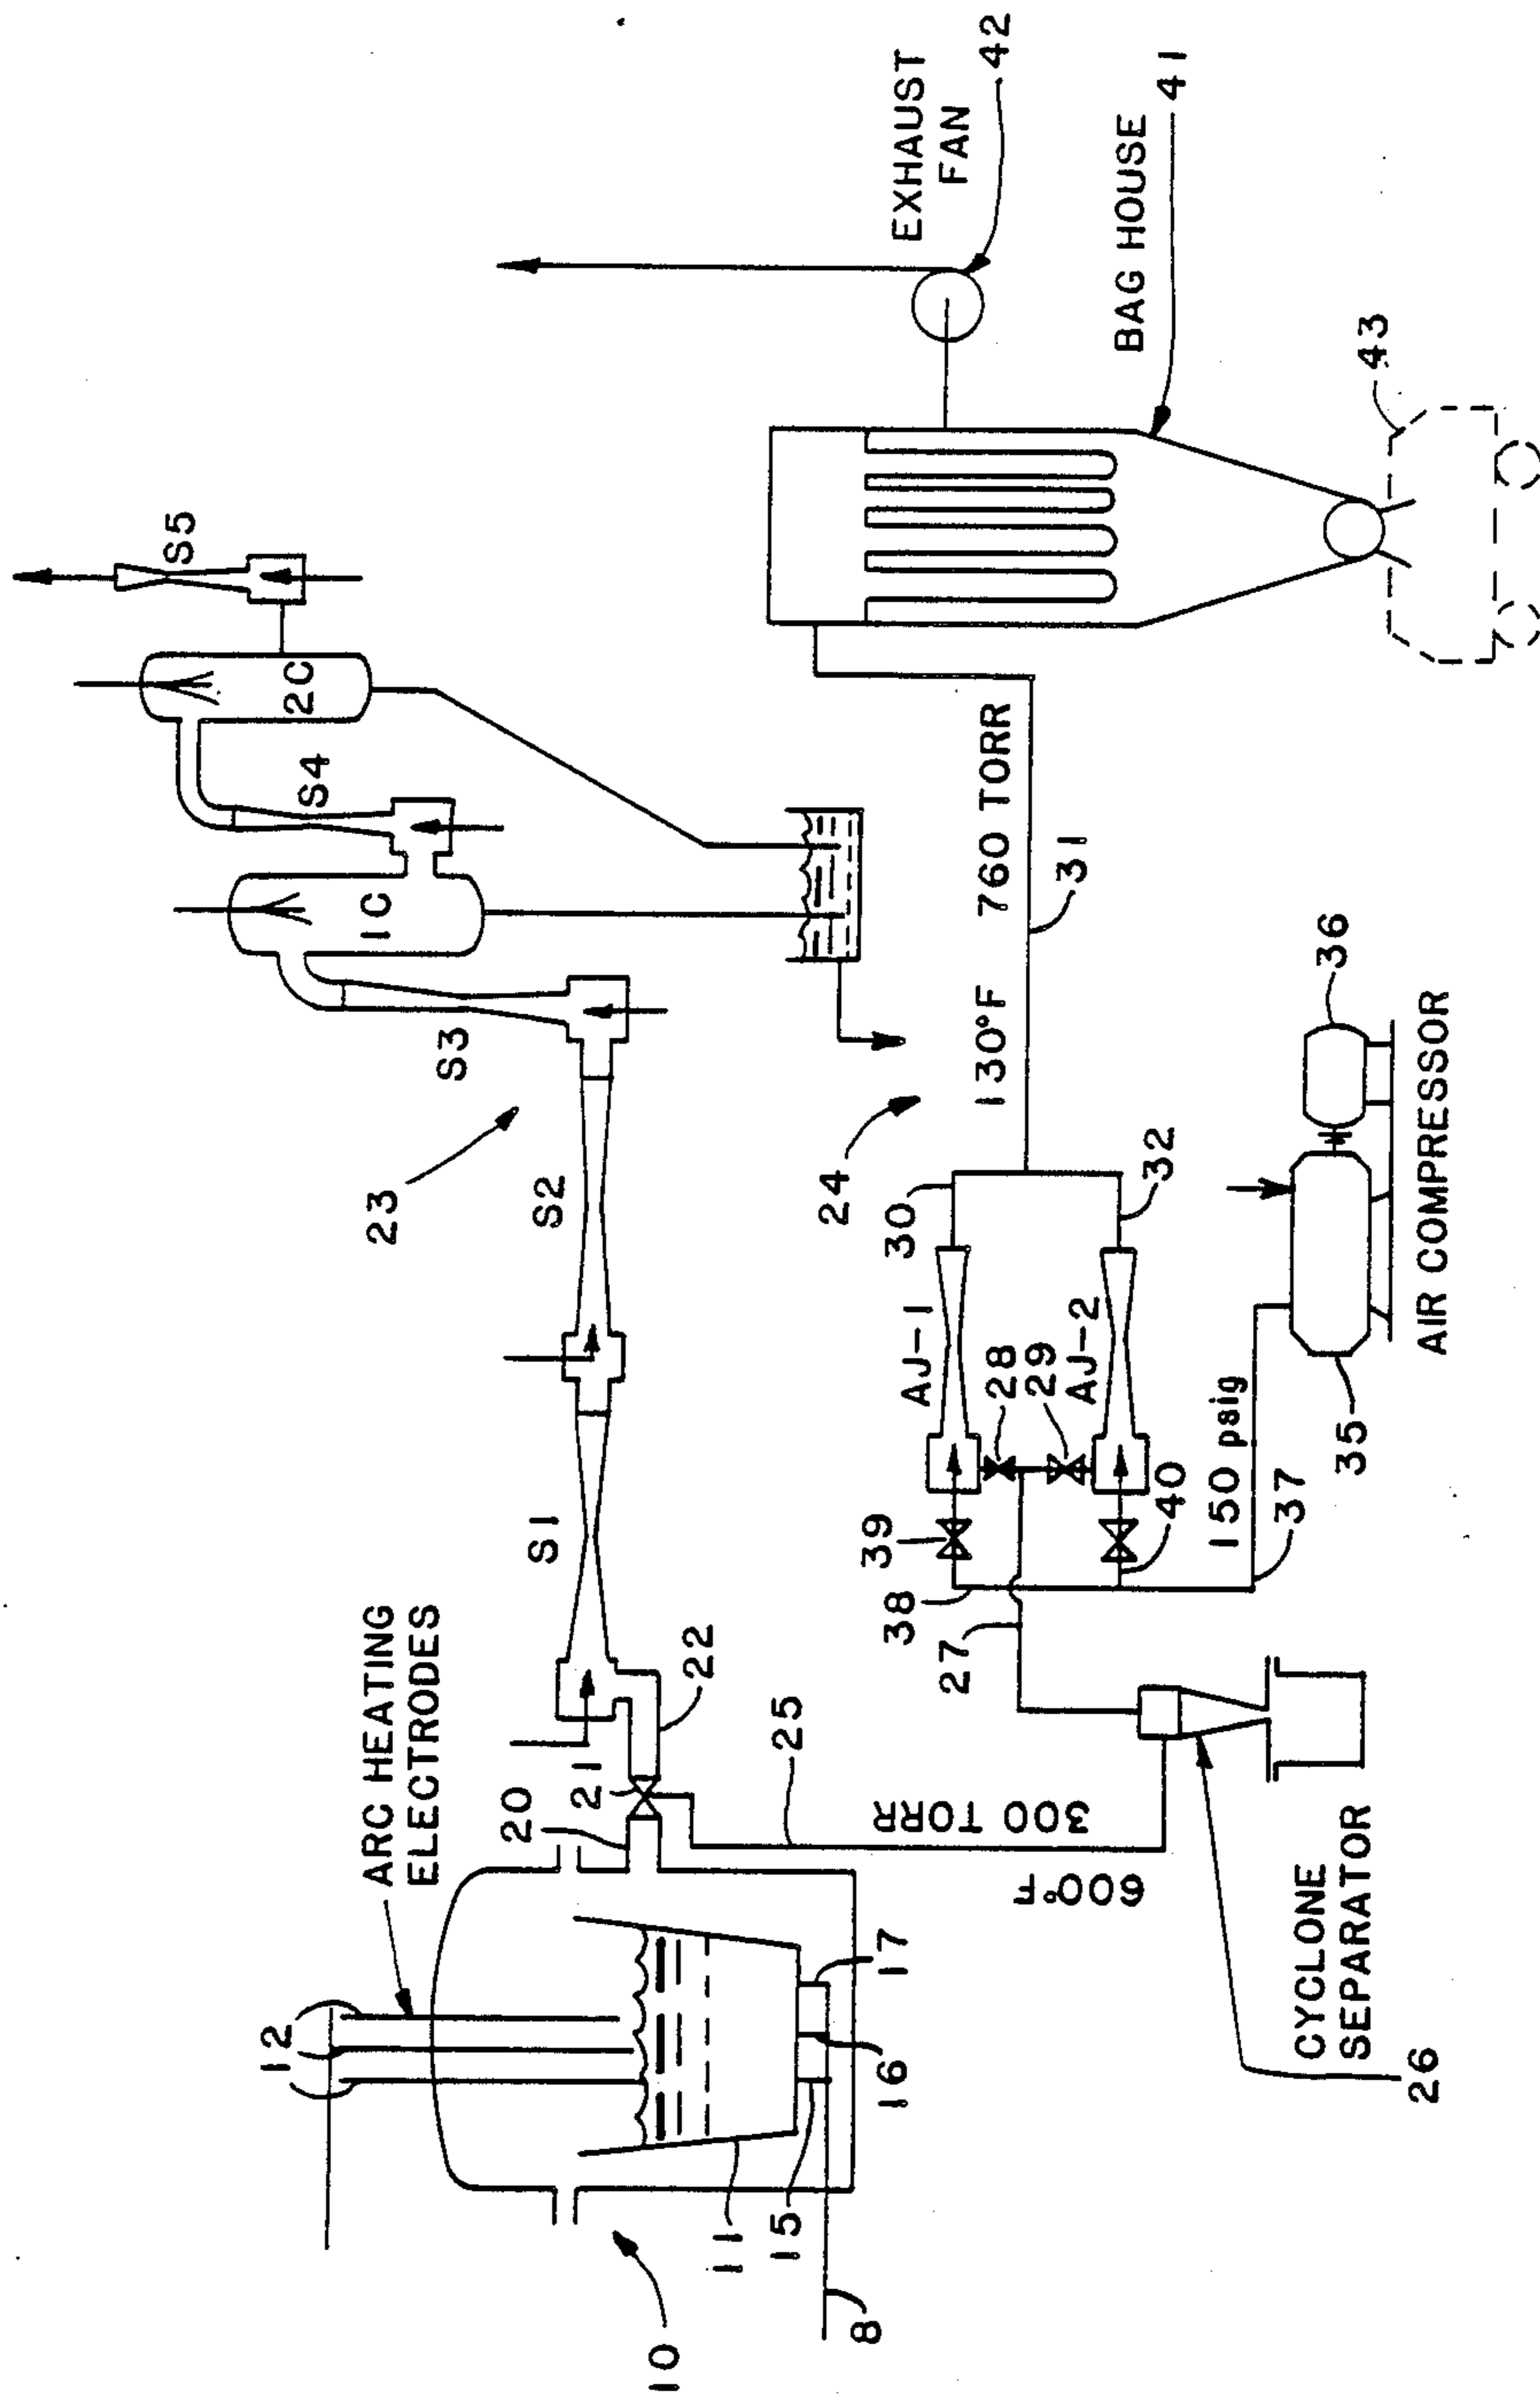 12
ARC HEATING
ELECTRODES
10
11
15
16
17
8
20
21
22
S1
S2
23
S3
1C
S4
2C
S5
25
300 TORR
600°F
CYCLONE
SEPARATOR
26
27
38
39
40
AJ-1
28
29
AJ-2
30
32
24
130°F 760 TORR
31
150 psig
37
35
36
AIR COMPRESSOR
EXHAUST
FAN
42
BAG HOUSE
41
43